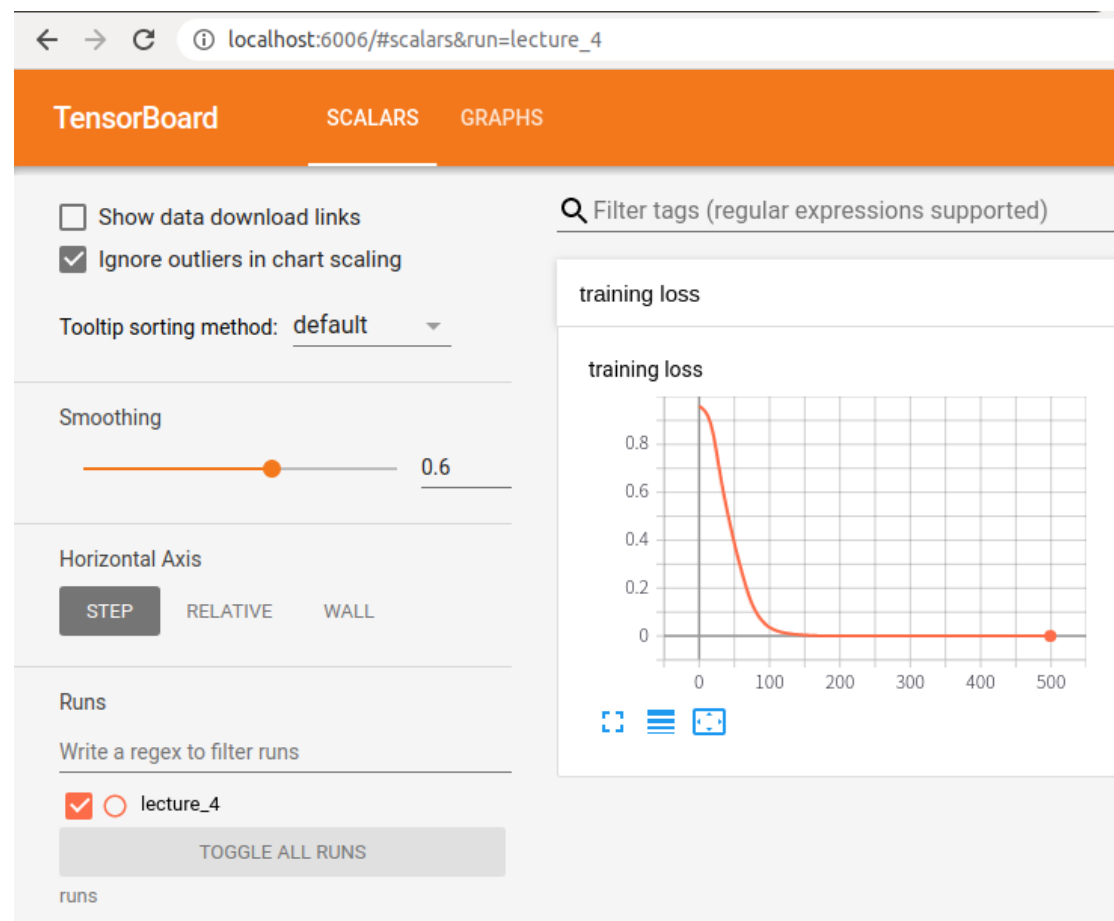 localhost:6006/#scalars&run=lecture_4
TensorBoard SCALARS GRAPHS
Show data download links
Ignore outliers in chart scaling
Tooltip sorting method: default
Smoothing
0.6
Horizontal Axis
STEP RELATIVE WALL
Runs
Write a regex to filter runs
lecture_4
TOGGLE ALL RUNS
runs
Filter tags (regular expressions supported)
training loss
training loss
0.8
0.6
0.4
0.2
0
0 100 200 300 400 500